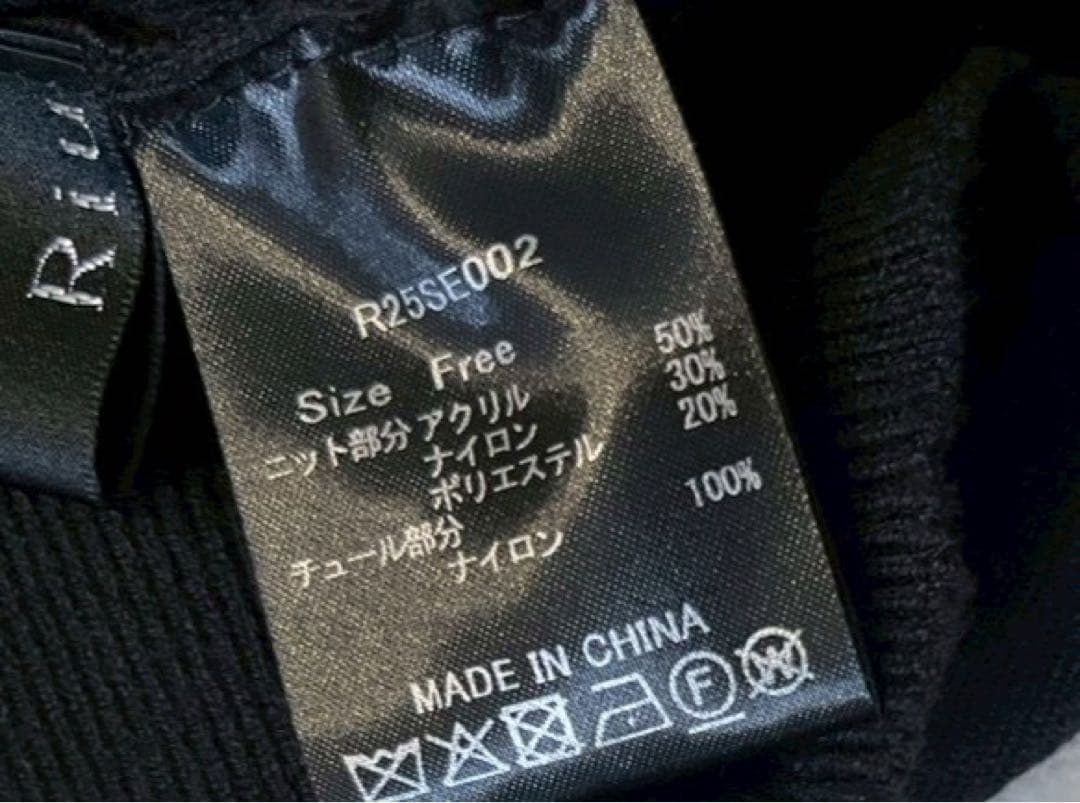 Riu
R25SE002
Size Free
ニット部分 アクリル 50%
ナイロン 30%
ポリエステル 20%
チュール部分
ナイロン 100%
MADE IN CHINA
F W